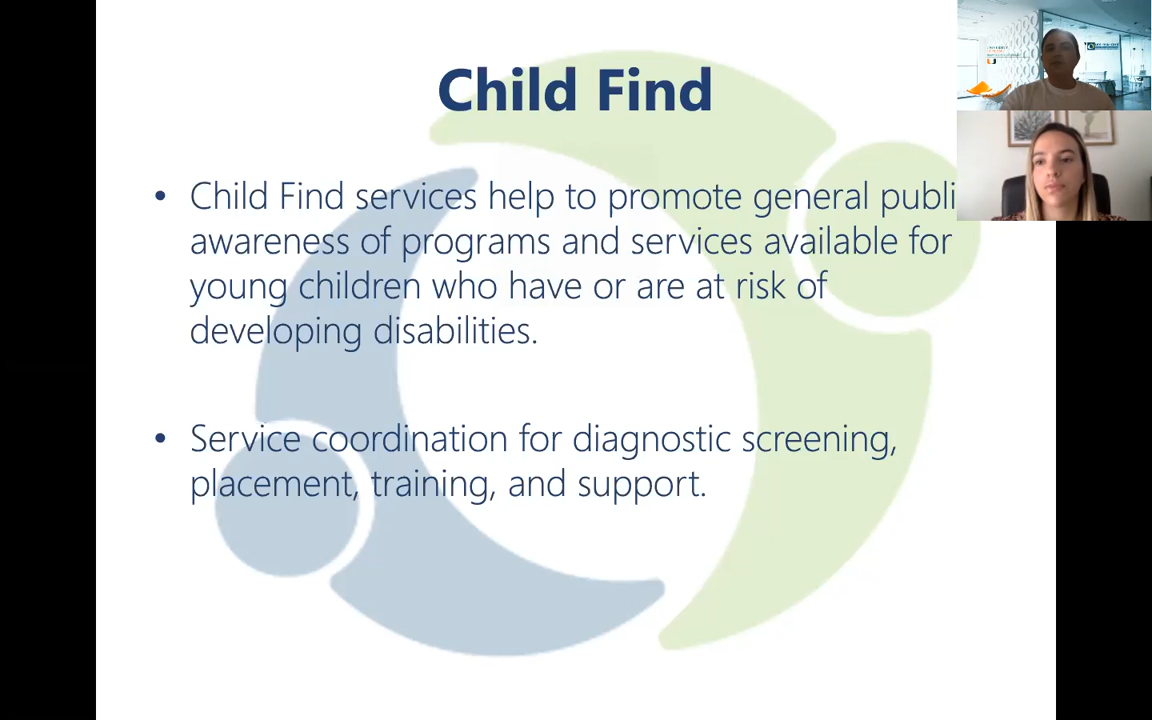 Child Find
• Child Find services help to promote general publi
awareness of programs and services available for
young children who have or are at risk of
developing disabilities.
• Service coordination for diagnostic screening,
placement, training, and support.